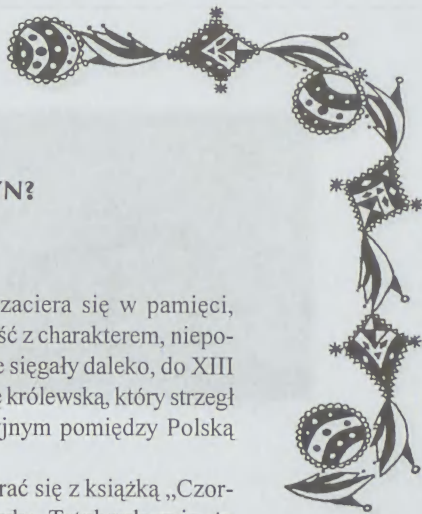 YN?
zaciera się w pamięci,
ść z charakterem, niepo-
e sięgały daleko, do XIII
ę królewską, który strzegł
yjnym pomiędzy Polską
rać się z książką „Czor-